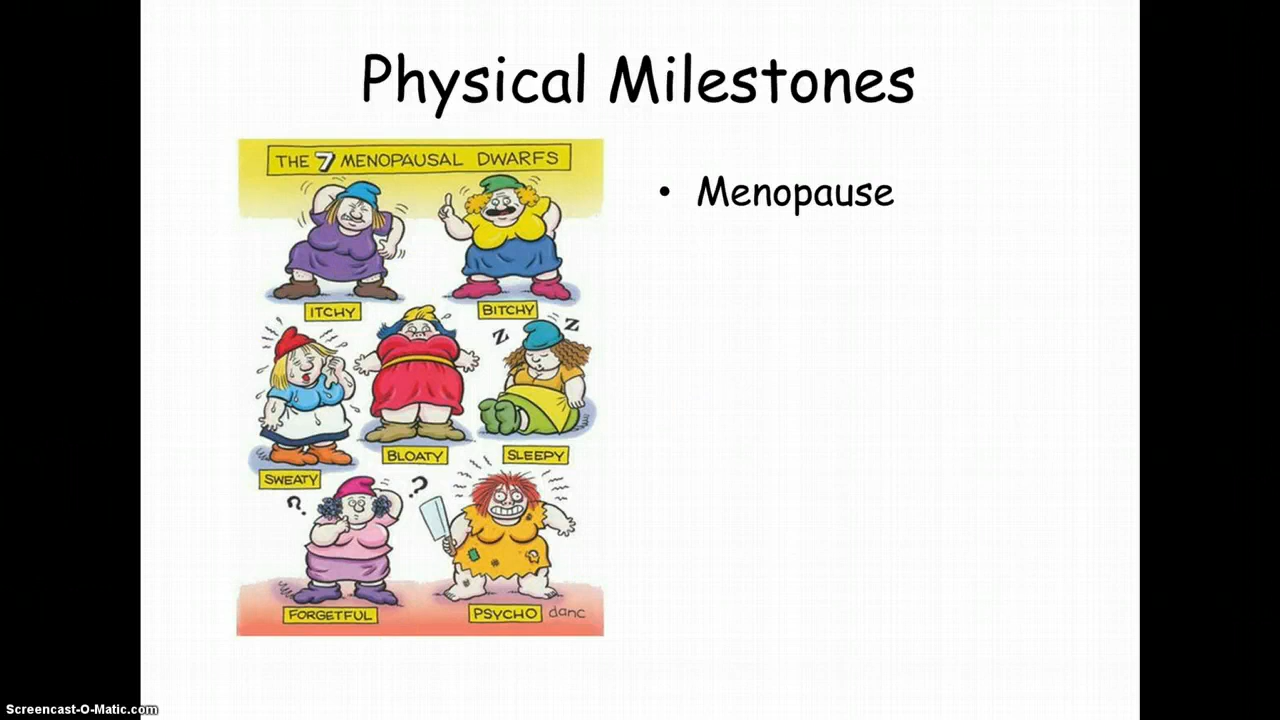 Physical Milestones
THE 7 MENOPAUSAL DWARFS
• Menopause
ITCHY
BITCHY
Z Z
SWEATY
BLOATY
SLEEPY
? ?
FORGETFUL
PSYCHO danc
Screencast-O-Matic.com